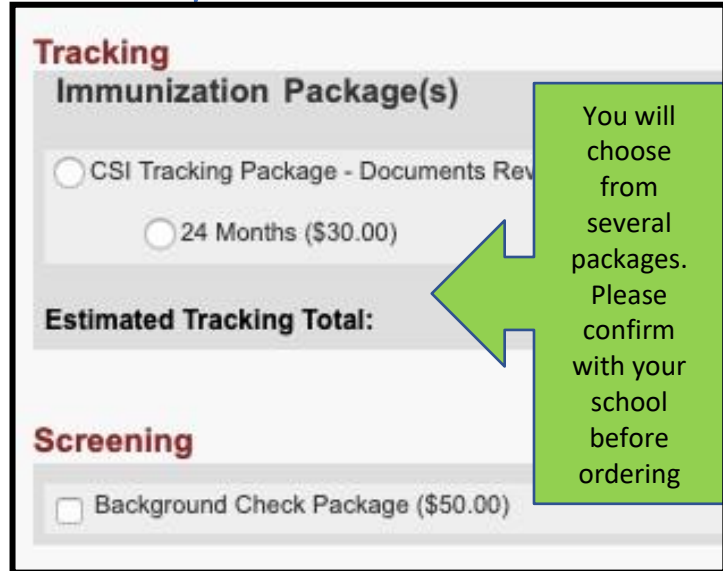 Tracking
Immunization Package(s)
CSI Tracking Package - Documents
24 Months ($30.00)
Estimated Tracking Total:
Screening
Background Check Package ($50.00)
You will
choose
from
several
packages.
Please
confirm
with your
school
before
ordering